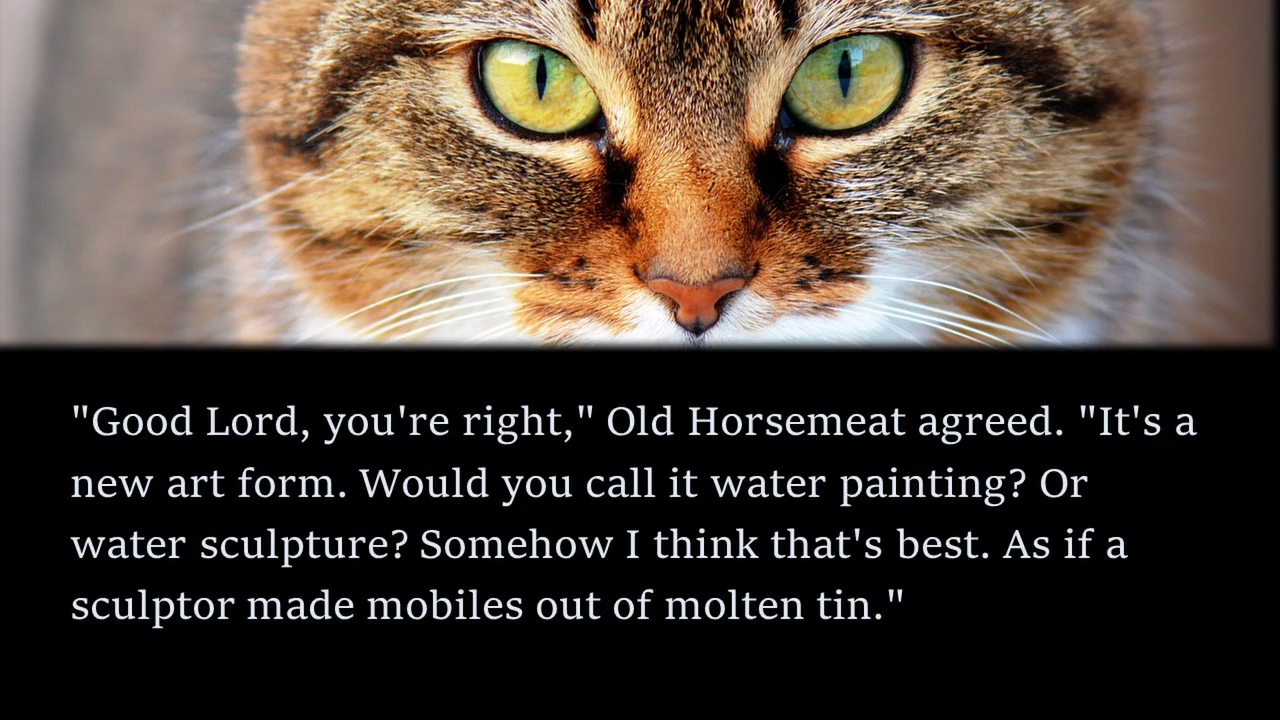 "Good Lord, you're right," Old Horsemeat agreed. "It's a
new art form. Would you call it water painting? Or
water sculpture? Somehow I think that's best. As if a
sculptor made mobiles out of molten tin."